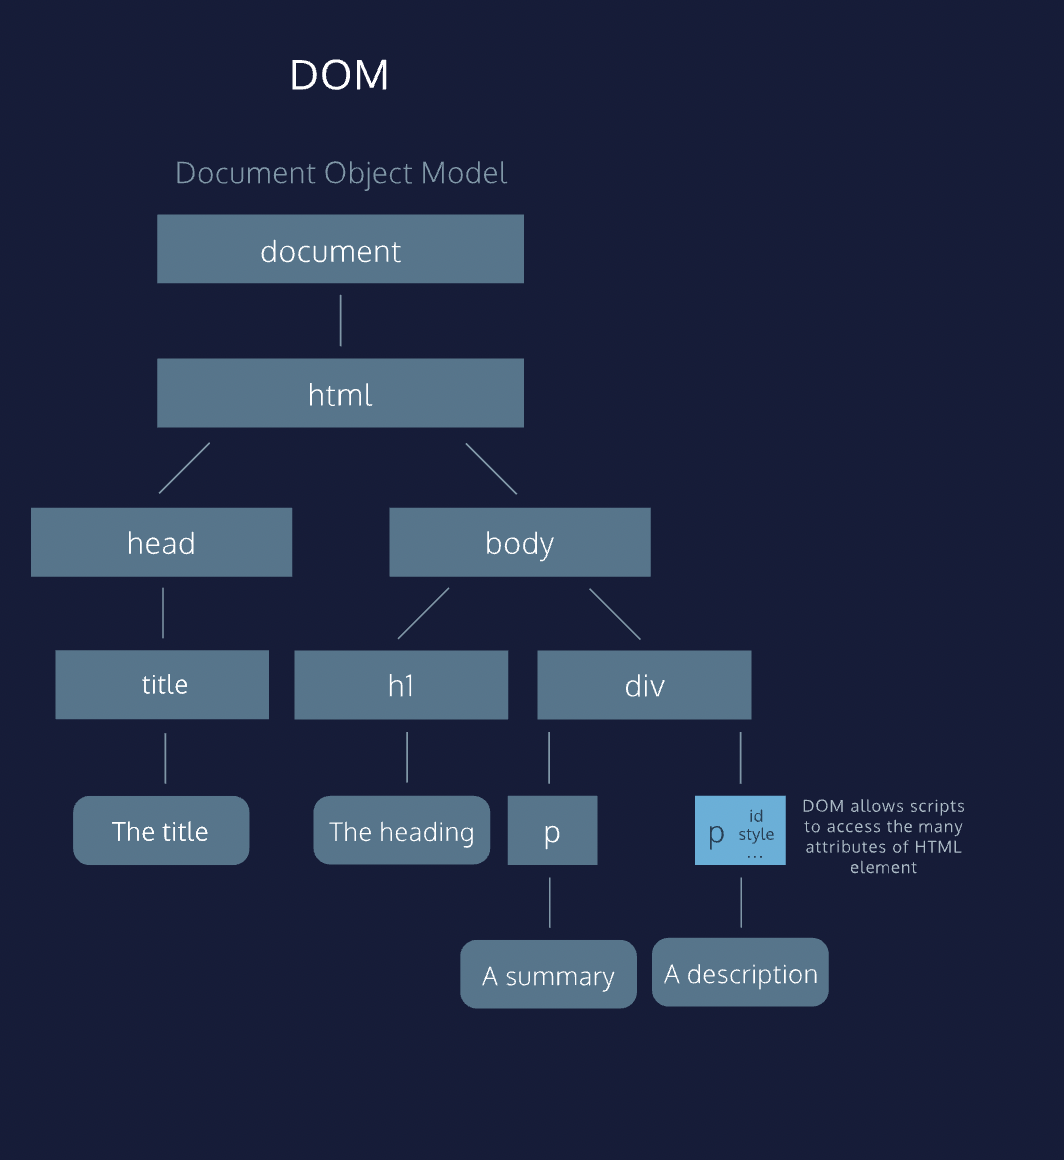 DOM
Document Object Model
document
html
head
body
title
h1
div
The title
The heading
p
p
id
style
...
DOM allows scripts
to access the many
attributes of HTML
element
A summary
A description